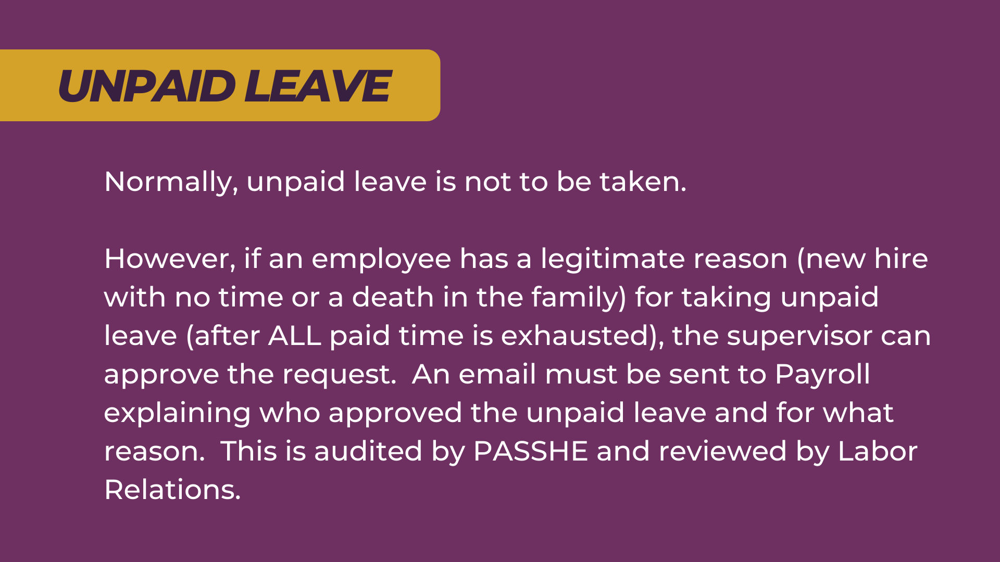 UNPAID LEAVE
Normally, unpaid leave is not to be taken.
However, if an employee has a legitimate reason (new hire
with no time or a death in the family) for taking unpaid
leave (after ALL paid time is exhausted), the supervisor can
approve the request.  An email must be sent to Payroll
explaining who approved the unpaid leave and for what
reason.  This is audited by PASSHE and reviewed by Labor
Relations.